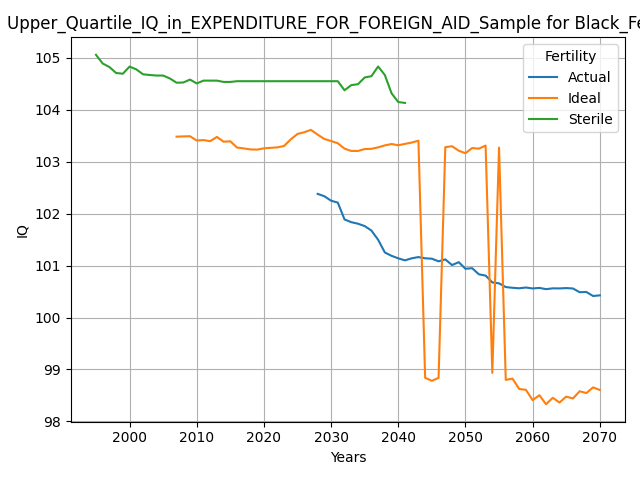 Upper_Quartile_IQ_in_EXPENDITURE_FOR_FOREIGN_AID_Sample for Black_Fe
Fertility
Actual
Ideal
Sterile
IQ
105
104
103
102
101
100
99
98
2000 2010 2020 2030 2040 2050 2060 2070
Years